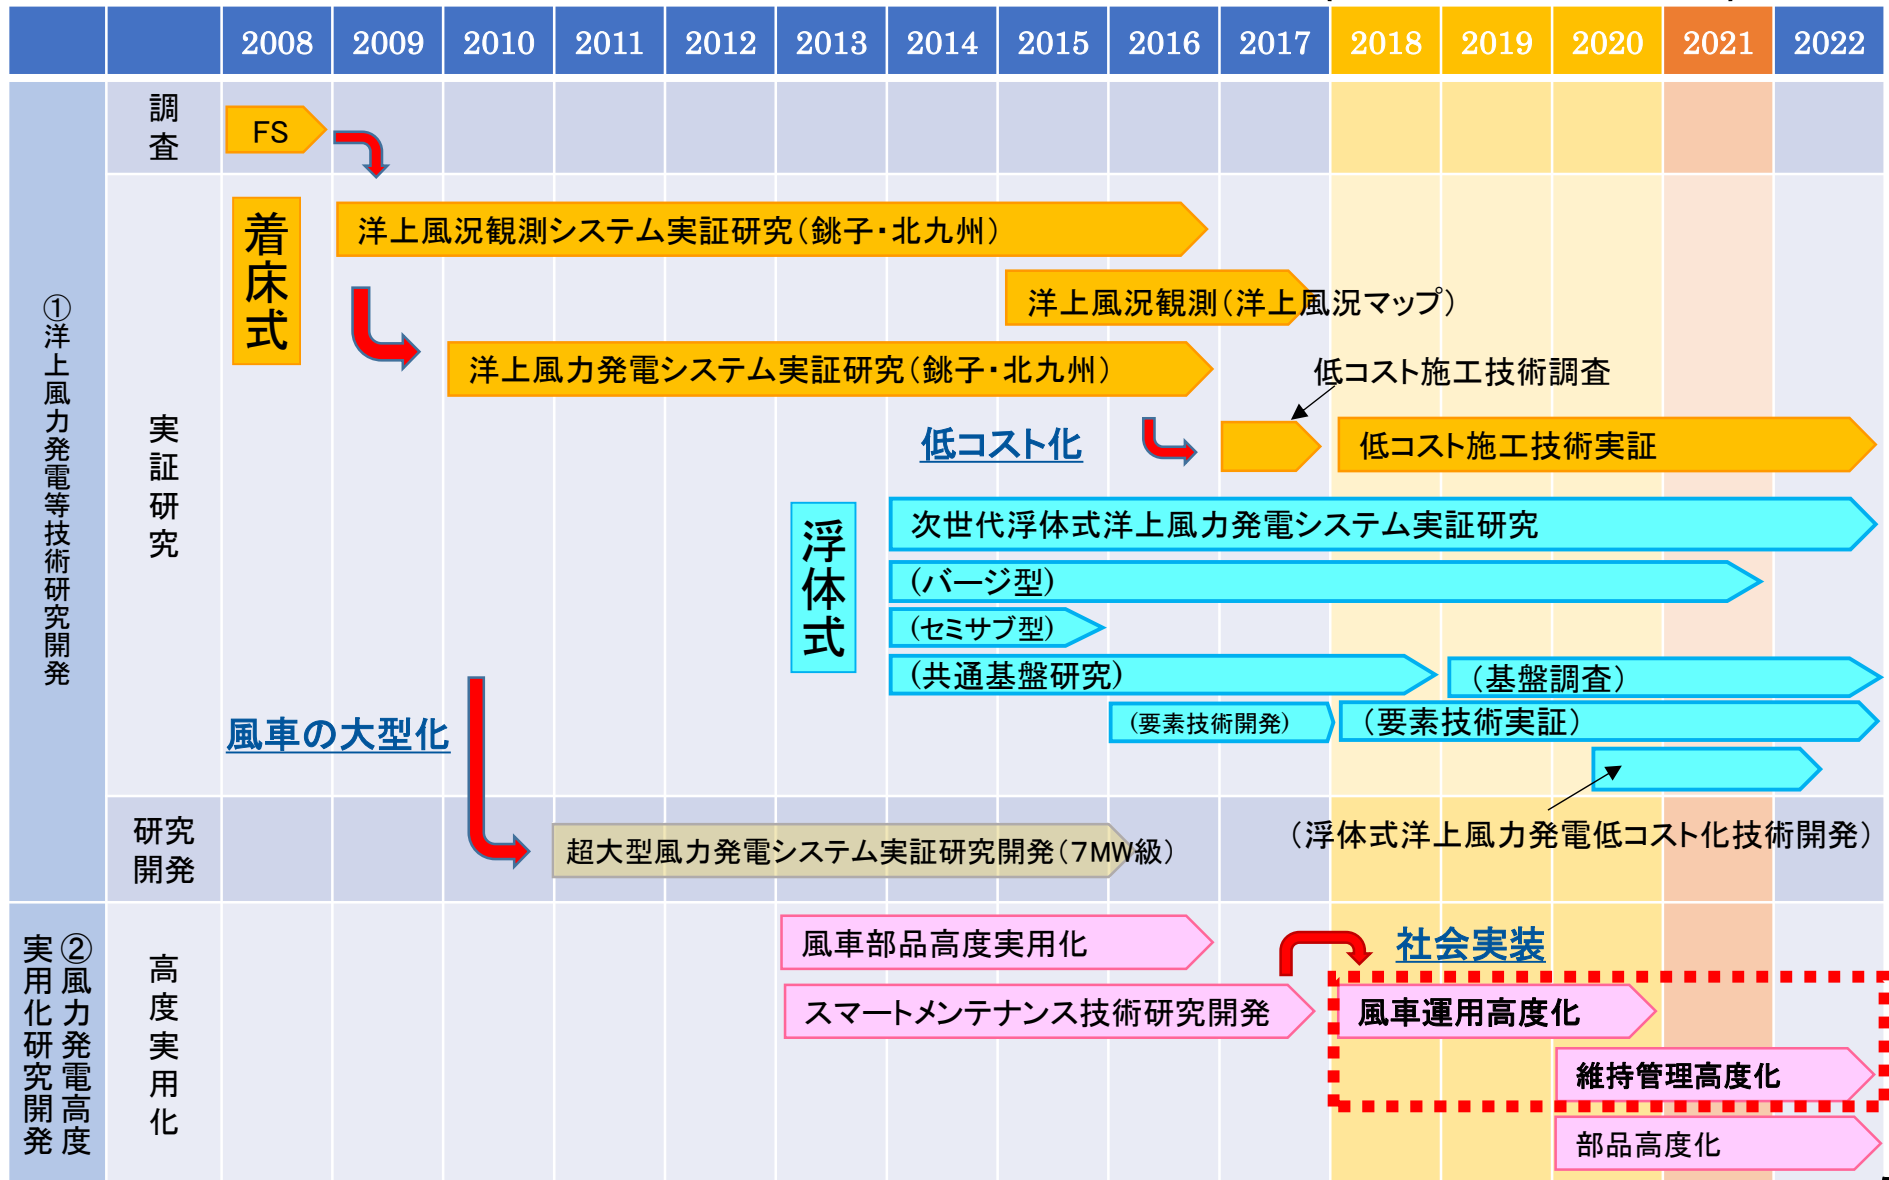 2008 2009 2010 2011 2012 2013 2014 2015 2016 2017 2018 2019 2020 2021 2022
①洋上風力発電等技術研究開発
調査
FS
実証研究
着床式
洋上風況観測システム実証研究（銚子・北九州）
洋上風況観測（洋上風況マップ）
洋上風力発電システム実証研究（銚子・北九州）
低コスト施工技術調査
低コスト化
低コスト施工技術実証
浮体式
次世代浮体式洋上風力発電システム実証研究
（バージ型）
（セミサブ型）
（共通基盤研究）
（基盤調査）
（要素技術開発）
（要素技術実証）
風車の大型化
（浮体式洋上風力発電低コスト化技術開発）
研究
開発
超大型風力発電システム実証研究開発（7MW級）
②風力発電高度
実用化研究開発
高度実用化
風車部品高度実用化
社会実装
スマートメンテナンス技術研究開発
風車運用高度化
維持管理高度化
部品高度化